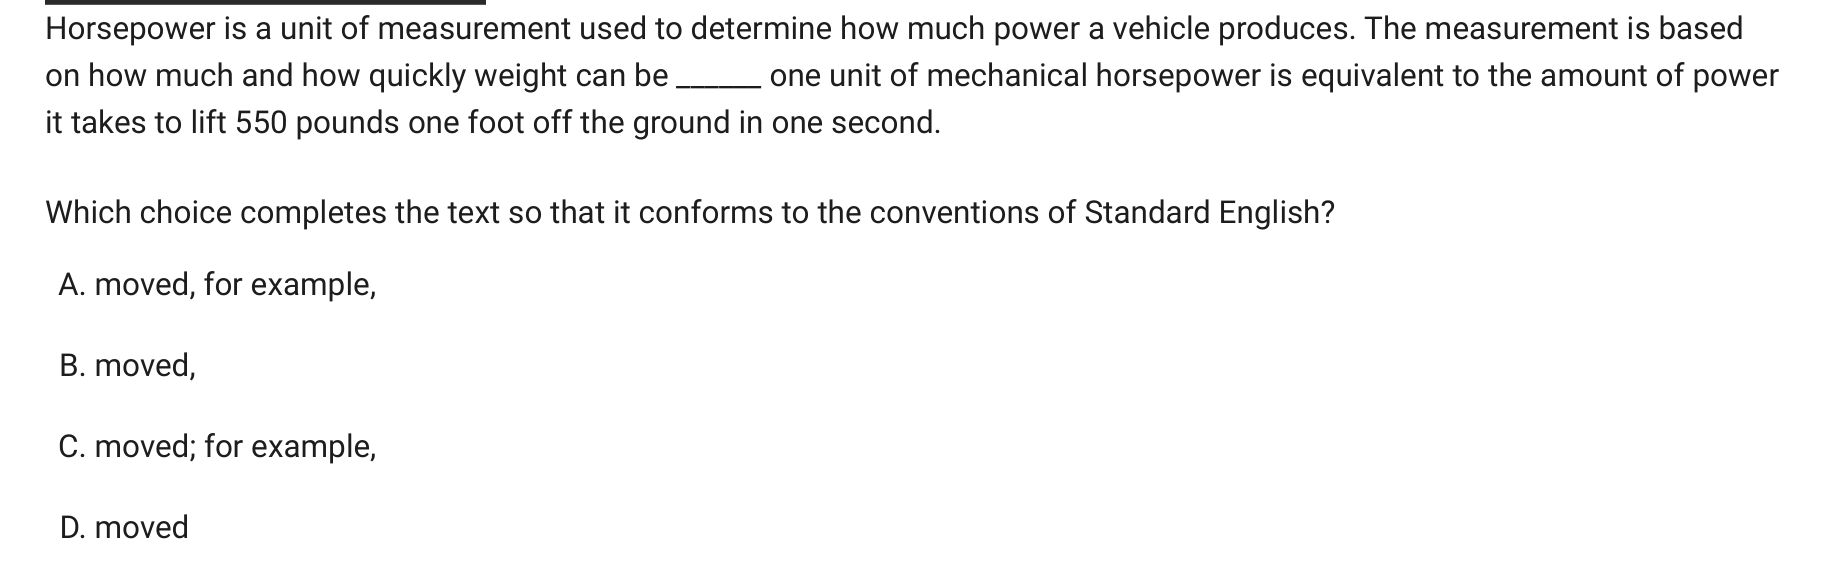 Horsepower is a unit of measurement used to determine how much power a vehicle produces. The measurement is based
on how much and how quickly weight can be ______ one unit of mechanical horsepower is equivalent to the amount of power
it takes to lift 550 pounds one foot off the ground in one second.
Which choice completes the text so that it conforms to the conventions of Standard English?
A. moved, for example,
B. moved,
C. moved; for example,
D. moved